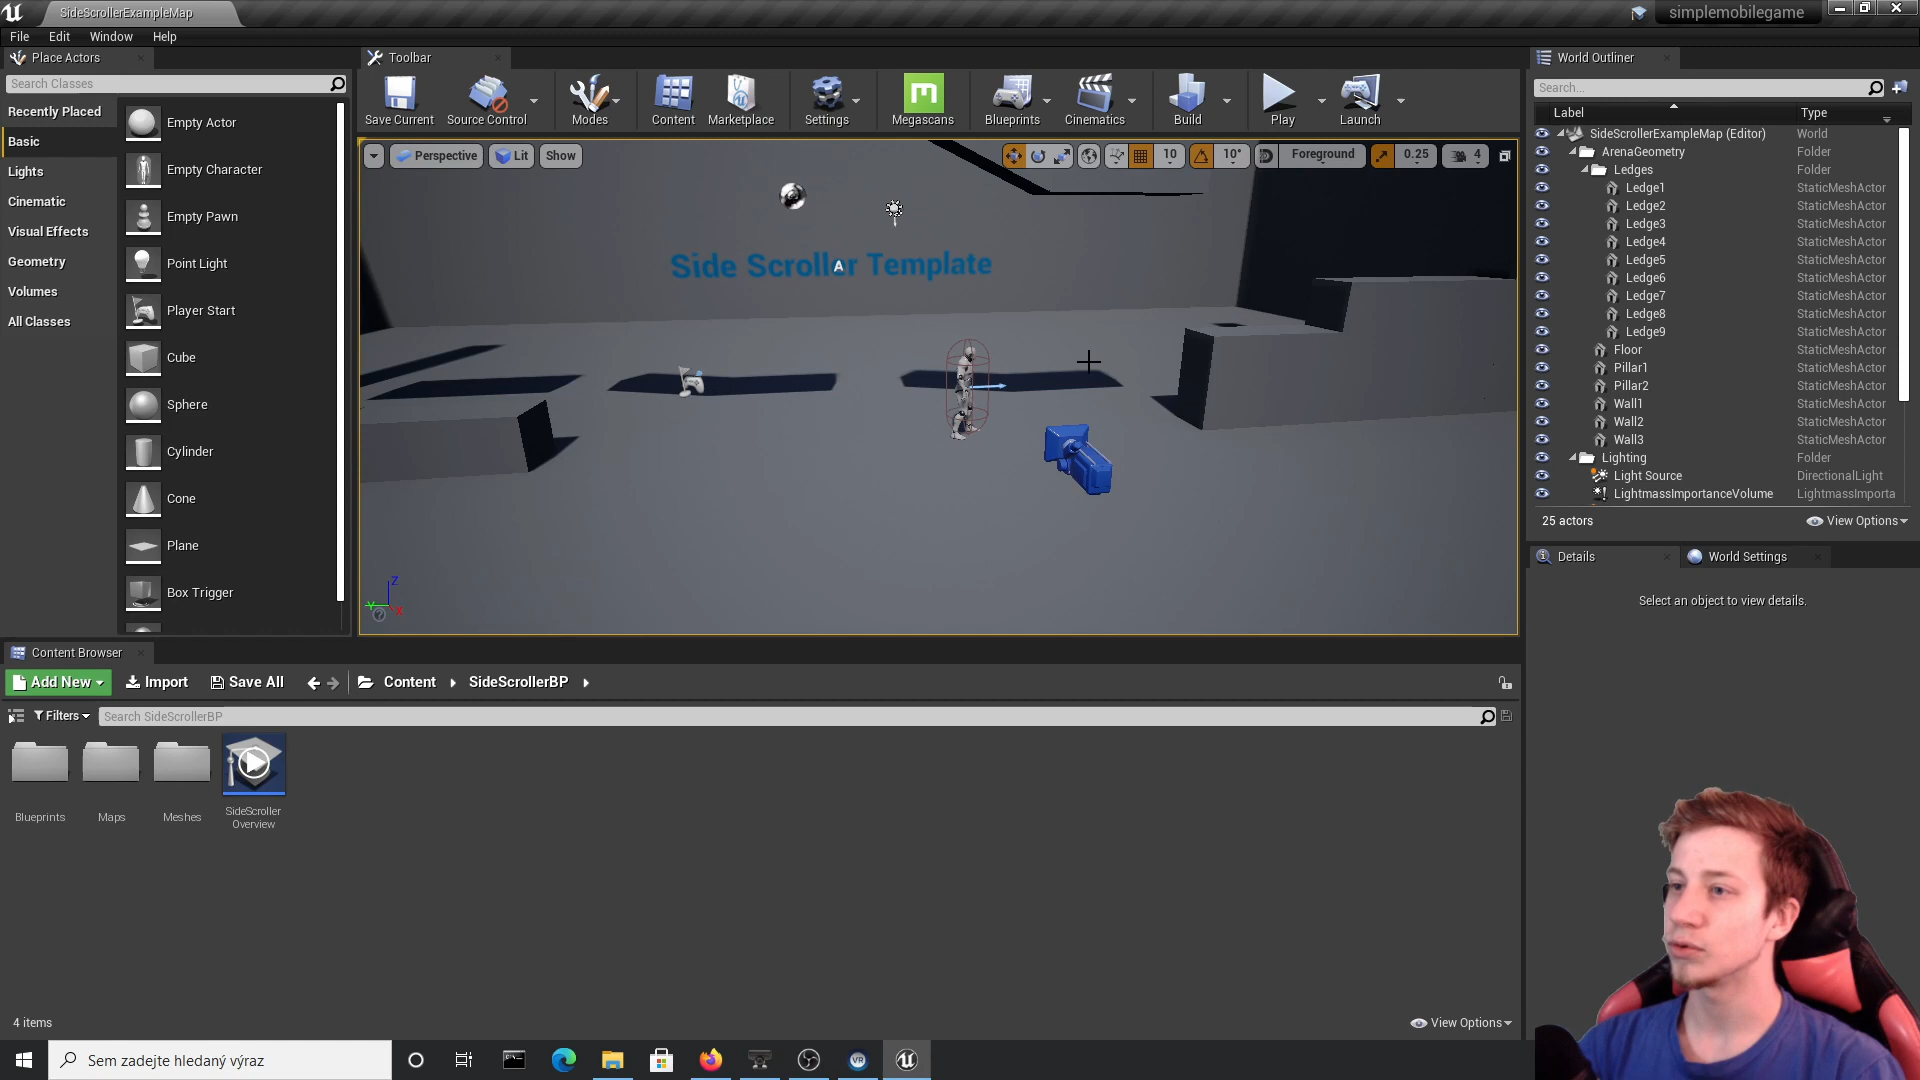 SideScrollerExampleMap
simplemobilegame
File Edit Window Help
Place Actors
Search Classes
Recently Placed
Basic
Lights
Cinematic
Visual Effects
Geometry
Volumes
All Classes
Empty Actor
Empty Character
Empty Pawn
Point Light
Player Start
Cube
Sphere
Cylinder
Cone
Plane
Box Trigger
Toolbar
Save Current Source Control Modes Content Marketplace Settings Megascans Blueprints Cinematics Build Play Launch
Perspective Lit Show
10 10° Foreground 0.25 4
Side Scroller Template
A
Z
Y X
World Outliner
Search...
Label Type
SideScrollerExampleMap (Editor) World
ArenaGeometry Folder
Ledges Folder
Ledge1 StaticMeshActor
Ledge2 StaticMeshActor
Ledge3 StaticMeshActor
Ledge4 StaticMeshActor
Ledge5 StaticMeshActor
Ledge6 StaticMeshActor
Ledge7 StaticMeshActor
Ledge8 StaticMeshActor
Ledge9 StaticMeshActor
Floor StaticMeshActor
Pillar1 StaticMeshActor
Pillar2 StaticMeshActor
Wall1 StaticMeshActor
Wall2 StaticMeshActor
Wall3 StaticMeshActor
Lighting Folder
Light Source DirectionalLight
LightmassImportanceVolume LightmassImporta
25 actors View Options
Details World Settings
Select an object to view details.
Content Browser
Add New Import Save All Content SideScrollerBP
Filters Search SideScrollerBP
Blueprints
Maps
Meshes
SideScroller
Overview
4 items View Options
Sem zadejte hledaný výraz
VR